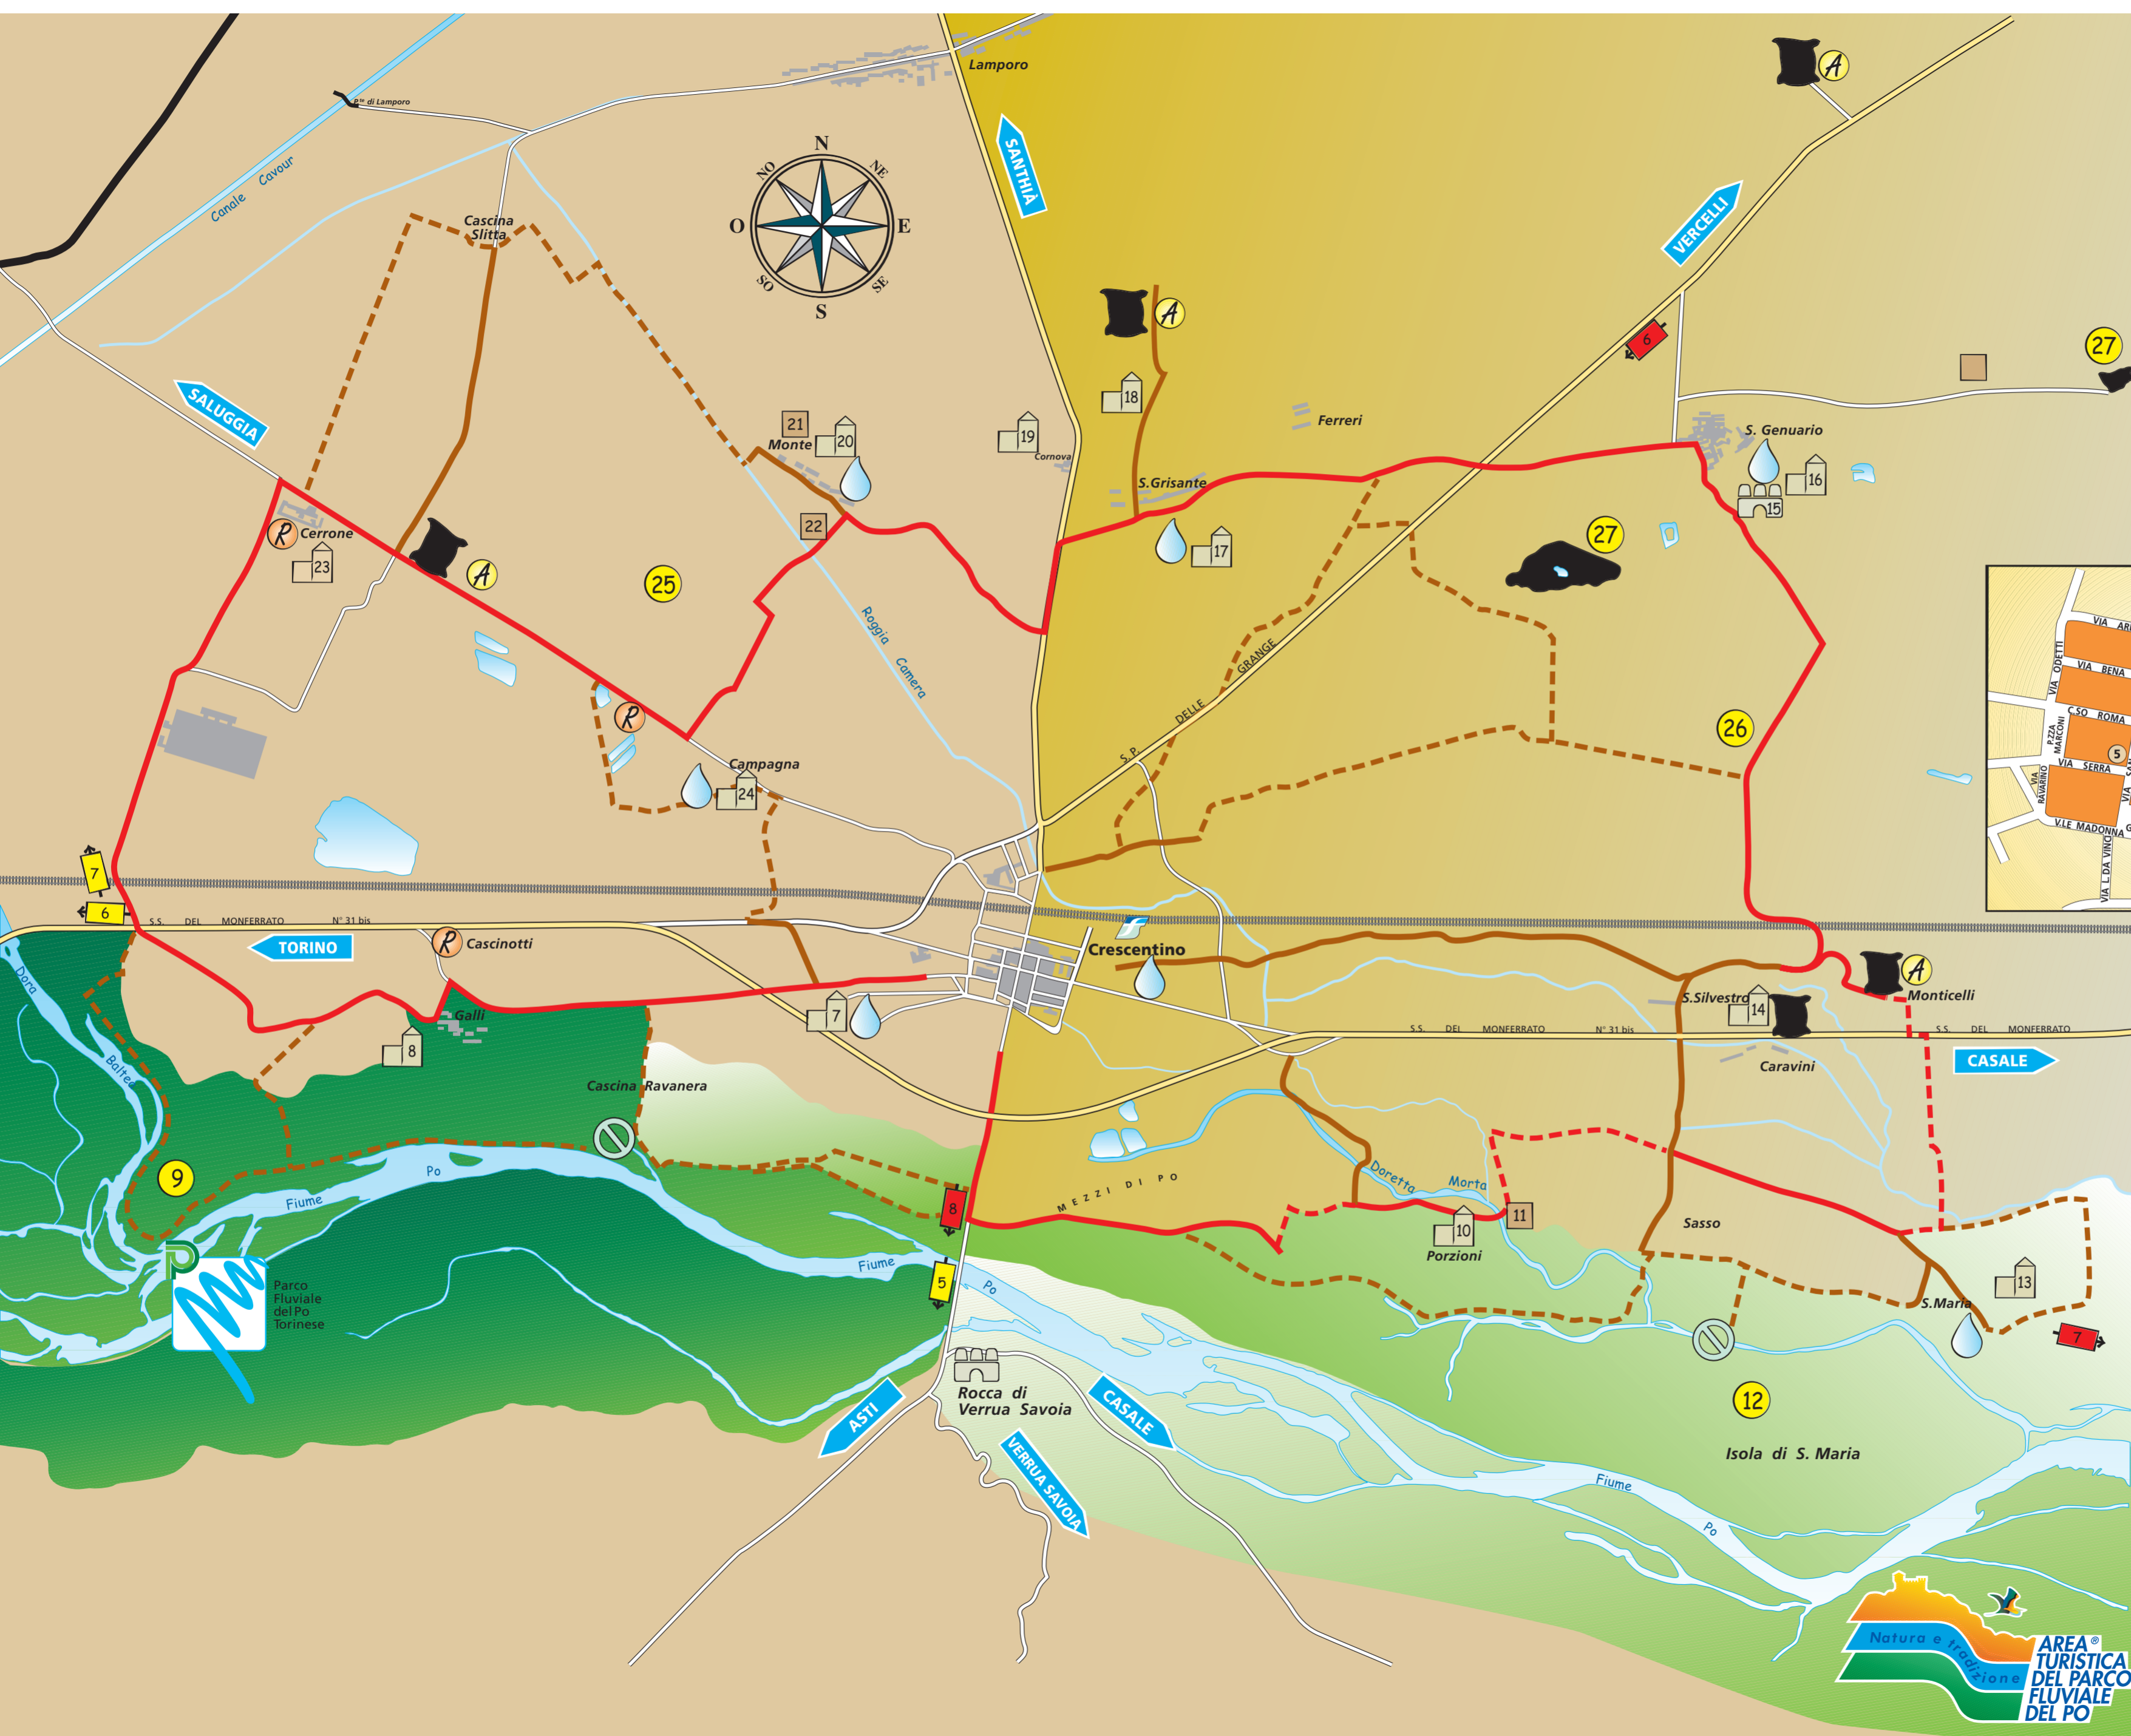 Lamporo
A
P.te di Lamporo
SANTHIÀ
Canale Cavour
N
NO
NE
O
E
SO
SE
S
VERCELLI
Cascina
Slitta
A
6
27
SALUGGIA
18
21
Monte
20
19
Cornova
Ferreri
S. Genuario
S.Grisante
16
15
22
R
Cerrone
23
17
27
A
25
Roggia Camera
VIA ODETTI
VIA BENA
C.SO ROMA
P.ZZA
MARCONI
5
VIA SERRA
VIA
RAVARINO
V.LE MADONNA
VIA L. DA VINO
S. P. DELLE GRANGE
26
R
Campagna
24
7
6
S.S. DEL MONFERRATO N° 31 bis
TORINO
R
Cascinotti
Crescentino
A
Monticelli
S.Silvestro
14
Dora
Baltea
Galli
8
7
S.S. DEL MONFERRATO N° 31 bis
S.S. DEL MONFERRATO
CASALE
Caravini
Cascina Ravanera
9
Fiume
Po
8
MEZZI DI PO
Doretta Morta
10
Porzioni
11
Sasso
Parco
Fluviale
del Po
Torinese
Fiume
5
Po
S.Maria
13
7
Rocca di
Verrua Savoia
ASTI
CASALE
VERRUA SAVOIA
12
Isola di S. Maria
Fiume
Po
Natura e tradizione
AREA®
TURISTICA
DEL PARCO
FLUVIALE
DEL PO